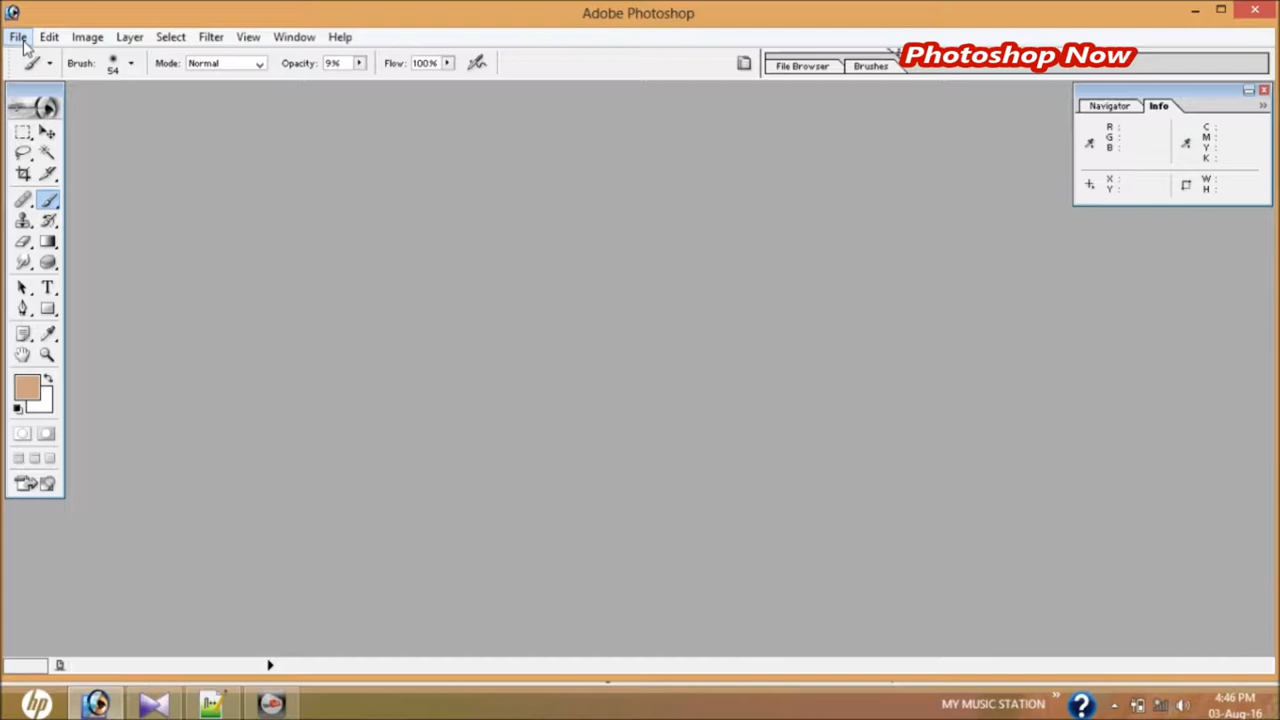 Adobe Photoshop
File Edit Image Layer Select Filter View Window Help
Photoshop Now
Brush: 54 Mode: Normal Opacity: 9% Flow: 100% File Browser Brushes
Navigator Info
R : C :
G : M :
B : Y :
K :
X : W :
Y : H :
T
hp MY MUSIC STATION » ? 4:46 PM
03-Aug-16